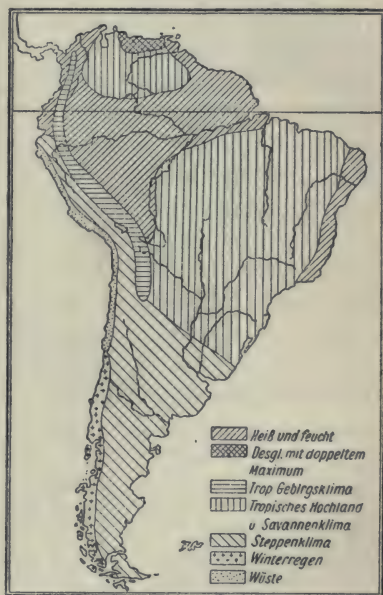 Heiß und feucht
Desgl. mit doppeltem
Maximum
Trop Gebirgsklima
Tropisches Hochland
u Savannenklima
Steppenklima
Winterregen
Wüste